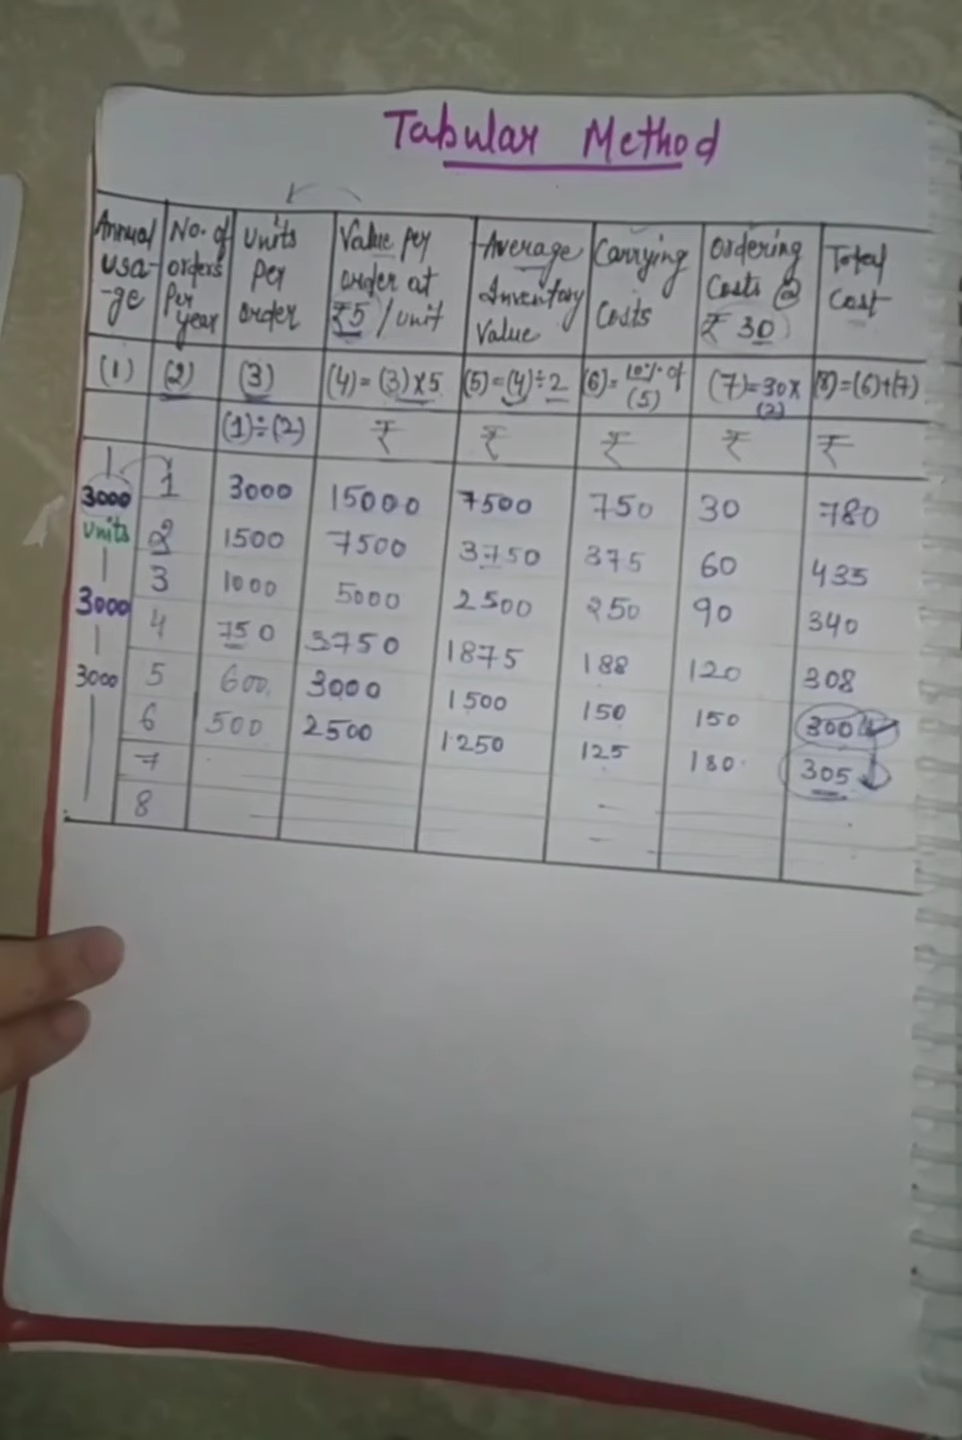 Tabular Method
Annual usa-ge No. of orders Per year Units per order Value per order at ₹5/unit Average Inventory Value Carrying Costs Ordering Costs @ ₹ 30 Total Cost
(1) (2) (3) (4)=(3)×5 (5)=(4)÷2 (6)=10% of (5) (7)=30×(2) (8)=(6)+(7)
(1)÷(2) ₹ ₹ ₹ ₹ ₹
3000 units 1 3000 15000 7500 750 30 780
2 1500 7500 3750 375 60 435
3000 3 1000 5000 2500 250 90 340
4 750 3750 1875 188 120 308
3000 5 600 3000 1500 150 150 300
6 500 2500 1250 125 180 305
7
8